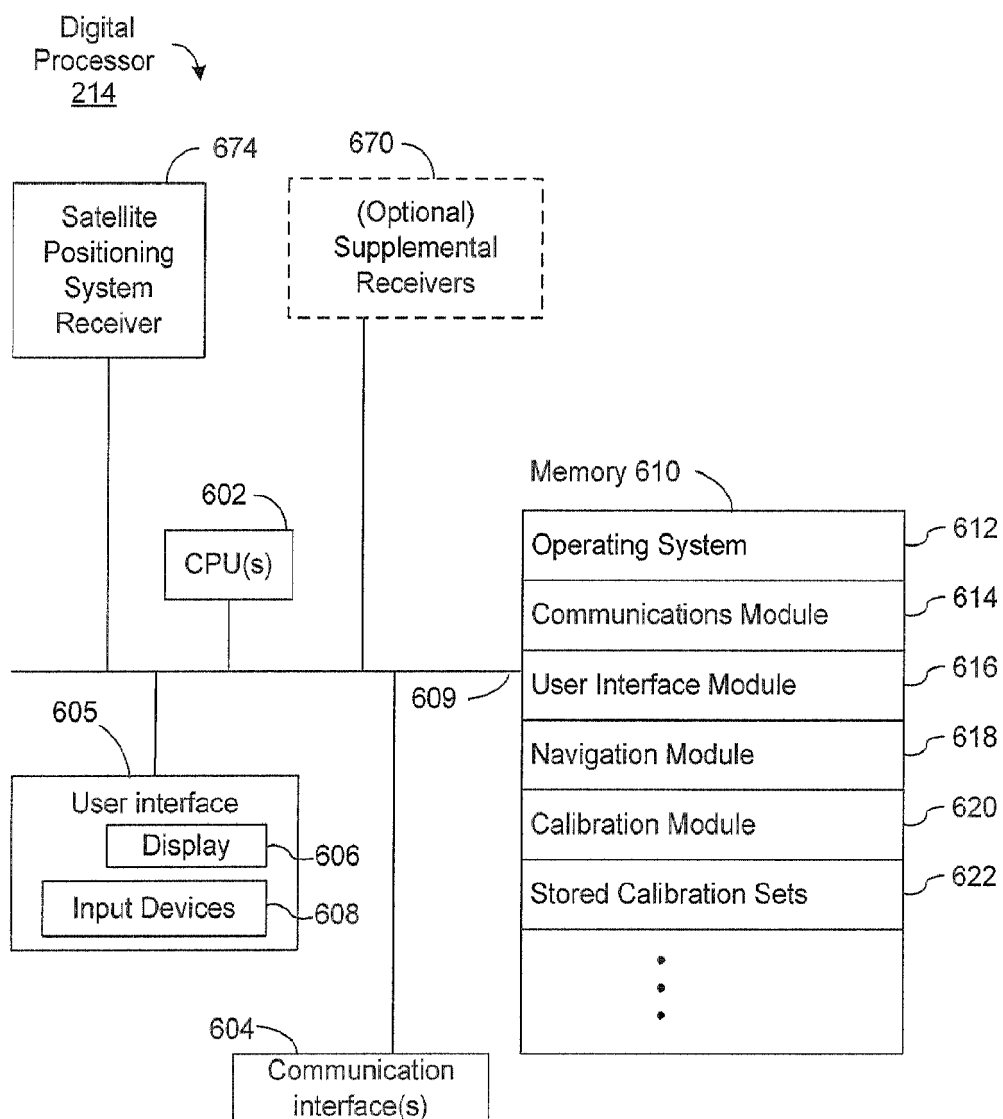 Digital
Processor
214
674
670
Satellite
Positioning
System
Receiver
(Optional)
Supplemental
Receivers
602
CPU(s)
Memory 610
Operating System
612
Communications Module
614
User Interface Module
616
Navigation Module
618
Calibration Module
620
Stored Calibration Sets
622
609
605
User interface
Display
606
Input Devices
608
604
Communication
interface(s)